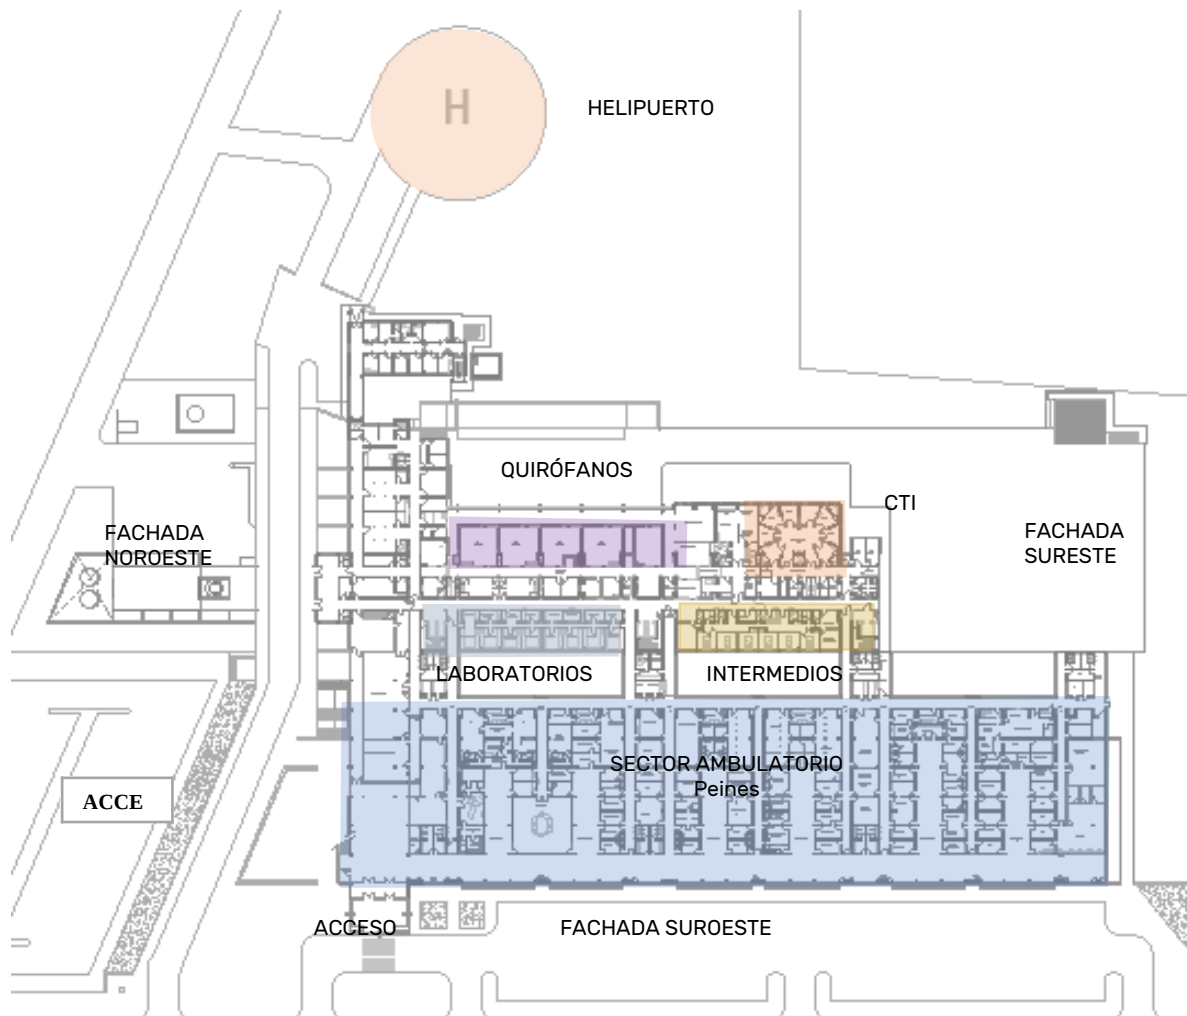 H
HELIPUERTO
QUIRÓFANOS
CTI
FACHADA
NOROESTE
FACHADA
SURESTE
LABORATORIOS
INTERMEDIOS
SECTOR AMBULATORIO
Peines
ACCE
ACCESO
FACHADA SUROESTE